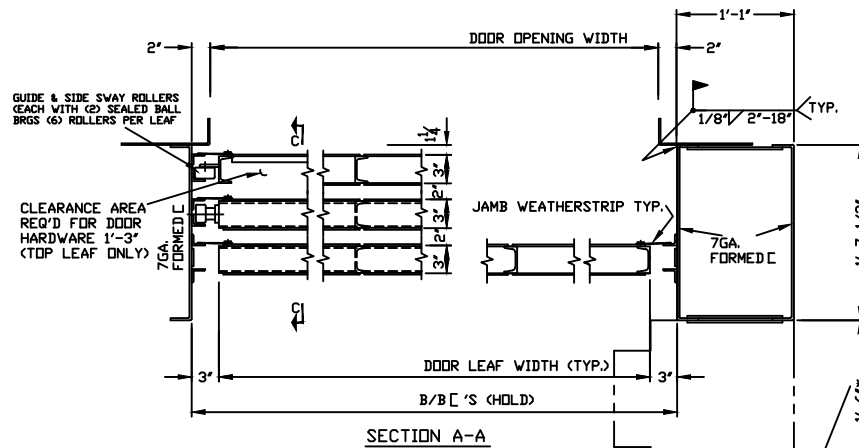 1'-1"
2"
DOOR OPENING WIDTH
2"
GUIDE & SIDE SWAY ROLLERS
(EACH WITH (2) SEALED BALL
BRGS (6) ROLLERS PER LEAF
1/8" 2"-18"
TYP.
C
1 1/4
3"
2"
3"
2"
3"
CLEARANCE AREA
REQ'D FOR DOOR
HARDWARE 1'-3"
(TOP LEAF ONLY)
7GA.
FORMED [
JAMB WEATHERSTRIP TYP.
7GA.
FORMED [
C
3"
DOOR LEAF WIDTH (TYP.)
3"
B/B [ 'S (HOLD)
SECTION A-A